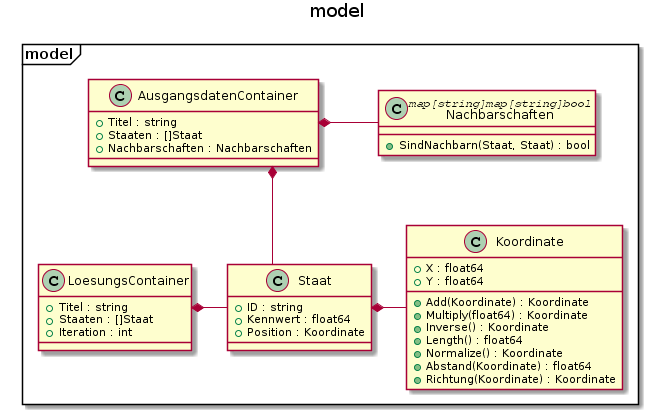 model
model
C AusgangsdatenContainer
Titel : string
Staaten : []Staat
Nachbarschaften : Nachbarschaften
C map[string]map[string]bool
Nachbarschaften
SindNachbarn(Staat, Staat) : bool
C LoesungsContainer
Titel : string
Staaten : []Staat
Iteration : int
C Staat
ID : string
Kennwert : float64
Position : Koordinate
C Koordinate
X : float64
Y : float64
Add(Koordinate) : Koordinate
Multiply(float64) : Koordinate
Inverse() : Koordinate
Length() : float64
Normalize() : Koordinate
Abstand(Koordinate) : float64
Richtung(Koordinate) : Koordinate